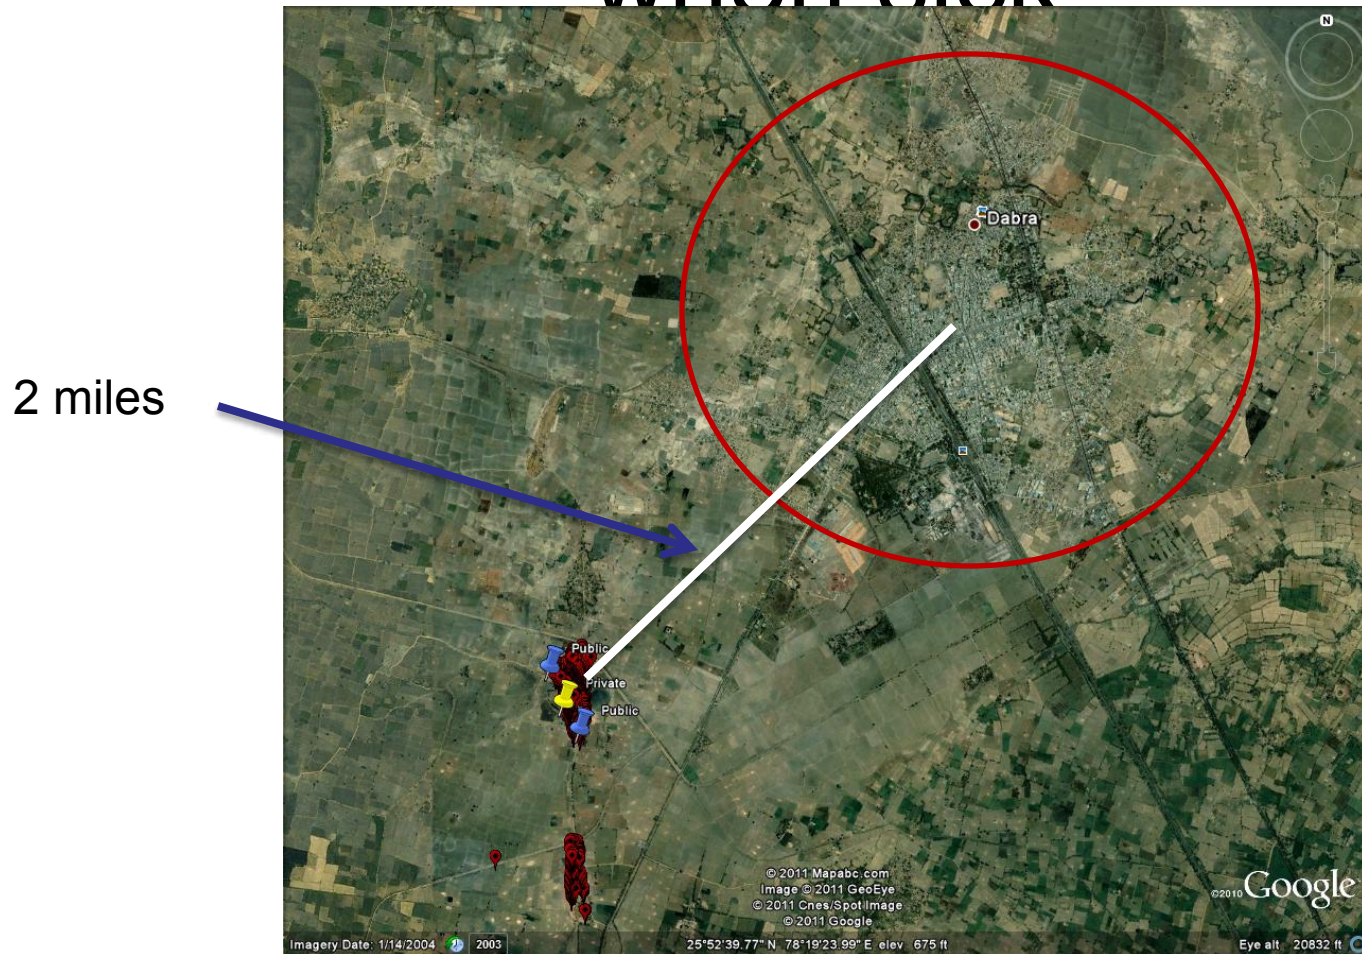 when sick
N
Dabra
2 miles
Public
Private
Public
© 2011 Mapabc.com
Image © 2011 GeoEye
© 2011 Cnes/Spot Image
© 2011 Google
©2010 Google
Imagery Date: 1/14/2004 2003 25°52'39.77" N 78°19'23.99" E elev 675 ft Eye alt 20832 ft